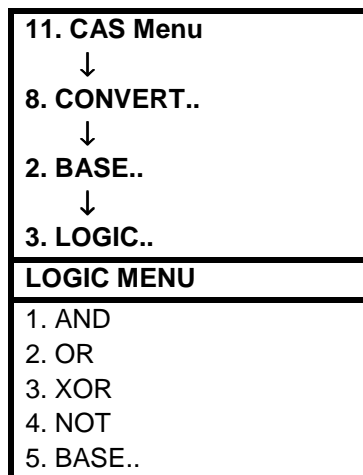 11. CAS Menu
↓
8. CONVERT..
↓
2. BASE..
↓
3. LOGIC..
LOGIC MENU
1. AND
2. OR
3. XOR
4. NOT
5. BASE..